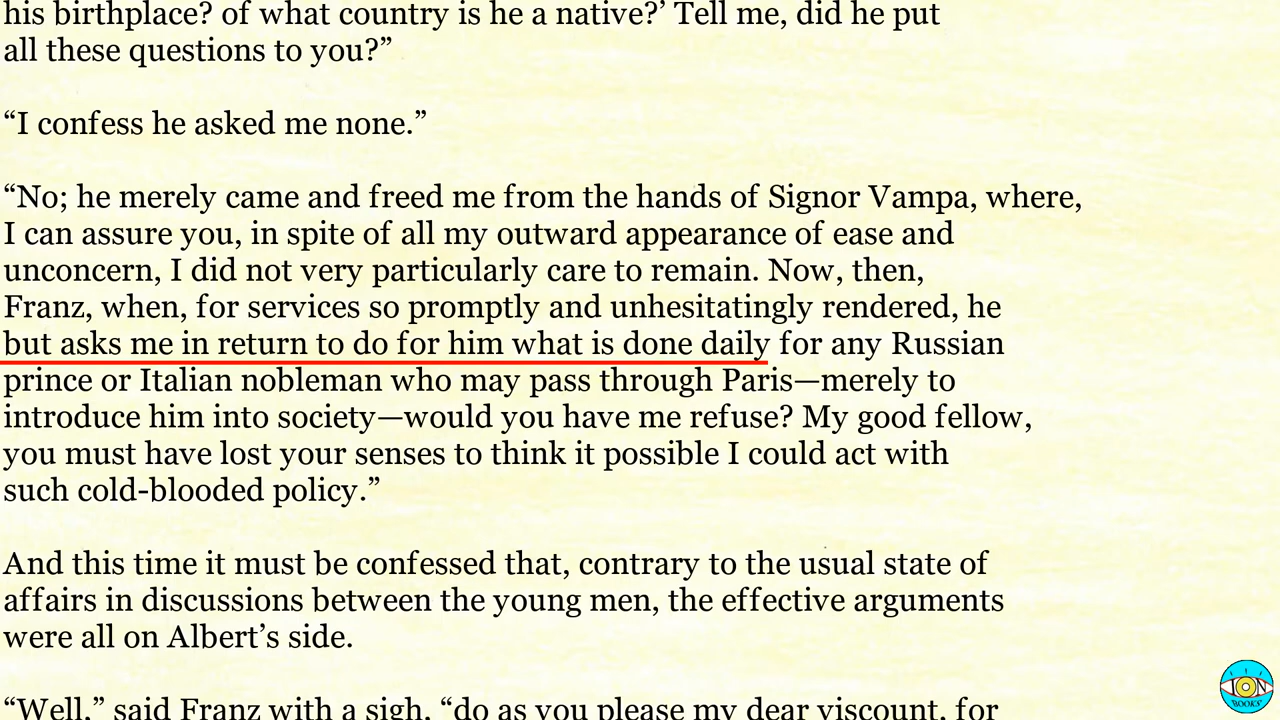 his birthplace? of what country is he a native?’ Tell me, did he put
all these questions to you?”
“I confess he asked me none.”
“No; he merely came and freed me from the hands of Signor Vampa, where,
I can assure you, in spite of all my outward appearance of ease and
unconcern, I did not very particularly care to remain. Now, then,
Franz, when, for services so promptly and unhesitatingly rendered, he
but asks me in return to do for him what is done daily for any Russian
prince or Italian nobleman who may pass through Paris—merely to
introduce him into society—would you have me refuse? My good fellow,
you must have lost your senses to think it possible I could act with
such cold-blooded policy.”
And this time it must be confessed that, contrary to the usual state of
affairs in discussions between the young men, the effective arguments
were all on Albert’s side.
“Well,” said Franz with a sigh, “do as you please my dear viscount, for
ION
BOOKS